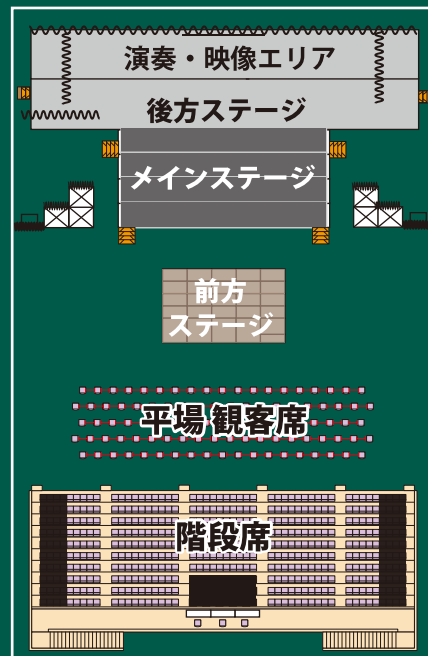 演奏・映像エリア
後方ステージ
メインステージ
前方
ステージ
平場 観客席
階段席